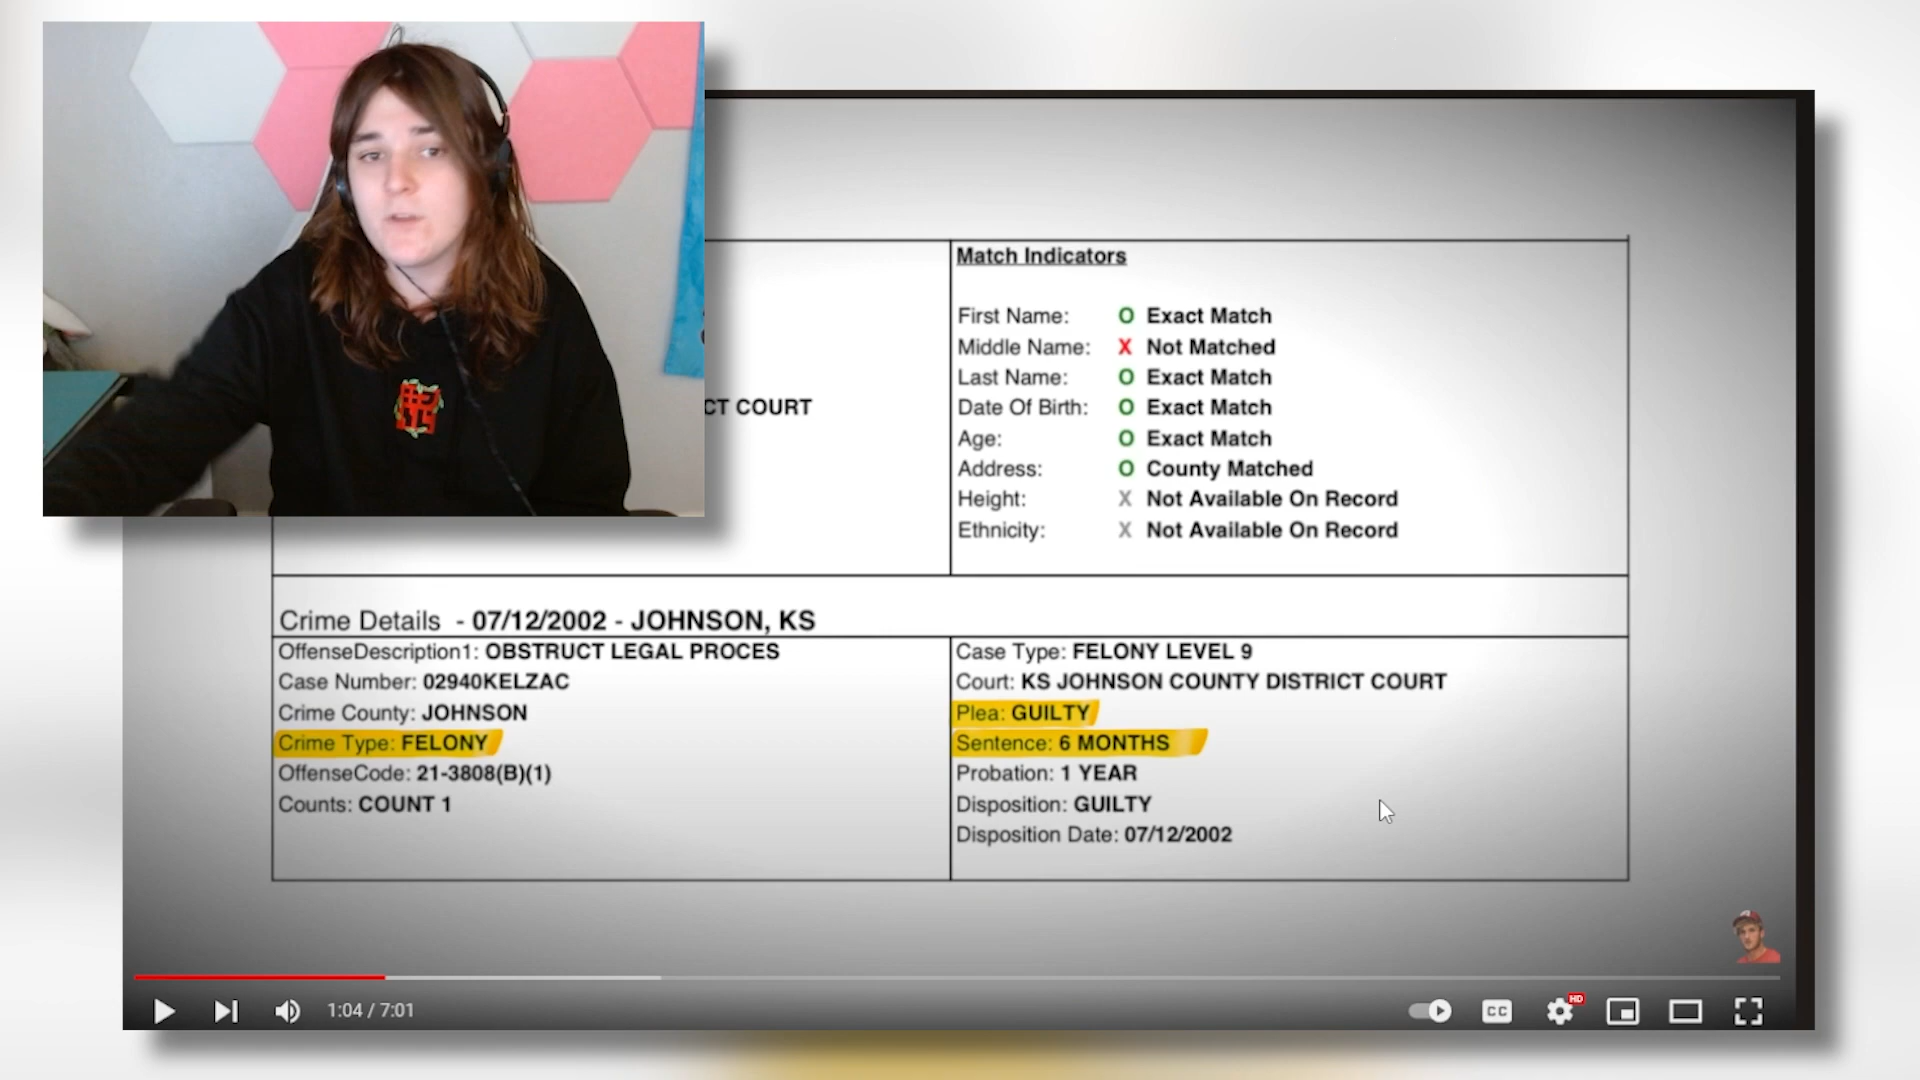 CT COURT
Match Indicators
First Name: O Exact Match
Middle Name: X Not Matched
Last Name: O Exact Match
Date Of Birth: O Exact Match
Age: O Exact Match
Address: O County Matched
Height: X Not Available On Record
Ethnicity: X Not Available On Record
Crime Details - 07/12/2002 - JOHNSON, KS
OffenseDescription1: OBSTRUCT LEGAL PROCES
Case Number: 02940KELZAC
Crime County: JOHNSON
Crime Type: FELONY
OffenseCode: 21-3808(B)(1)
Counts: COUNT 1
Case Type: FELONY LEVEL 9
Court: KS JOHNSON COUNTY DISTRICT COURT
Plea: GUILTY
Sentence: 6 MONTHS
Probation: 1 YEAR
Disposition: GUILTY
Disposition Date: 07/12/2002
1:04 / 7:01
CC
HD